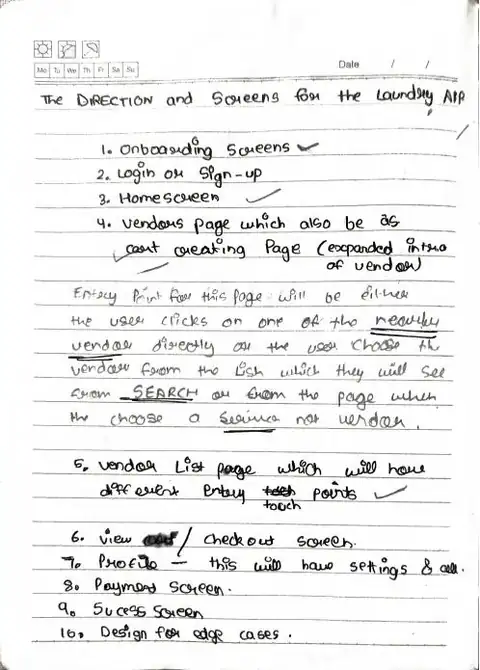 Mo Tu We Th Fr Sa Su
Date / /
The DIRECTION and Screens for the Laundry APP
1. Onboarding Screens ✓
2. Login or Sign-up
3. Homescreen ✓
4. Vendors page which also be as
cart creating Page (expanded intro
of vendor)
Entry Point for this page will be either
the user clicks on one of the nearby
vendor directly or the user choose th
vendor from the List which they will see
from SEARCH or from the page when
the choose a Service not vendor.
5. Vendor List page which will have
different entry points ✓
touch
6. View / checkout screen.
7. Profile — this will have settings & all.
8. Payment Screen.
9. Sucess Screen
10. Design for edge cases.